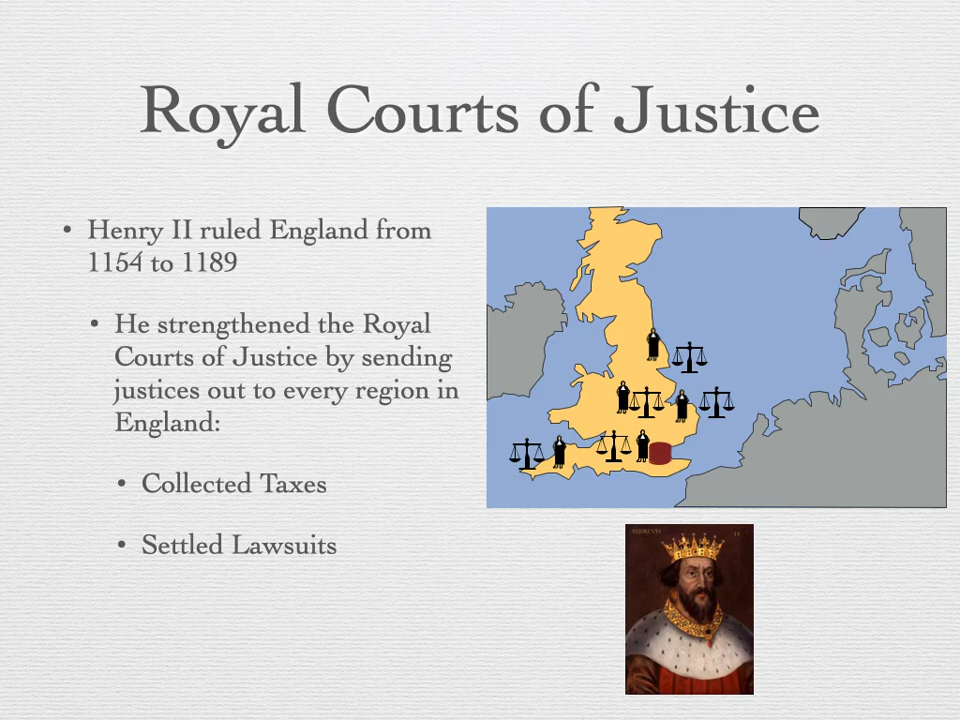 Royal Courts of Justice
• Henry II ruled England from
1154 to 1189
• He strengthened the Royal
Courts of Justice by sending
justices out to every region in
England:
• Collected Taxes
• Settled Lawsuits